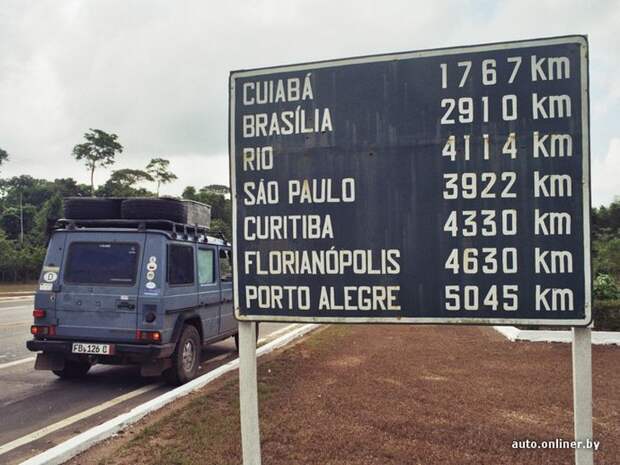 CUIABÁ 1767 km
BRASÍLIA 2910 km
RIO 4114 km
SÃO PAULO 3922 km
CURITIBA 4330 km
FLORIANÓPOLIS 4630 km
PORTO ALEGRE 5045 km
D
FB 126 G
auto.onliner.by